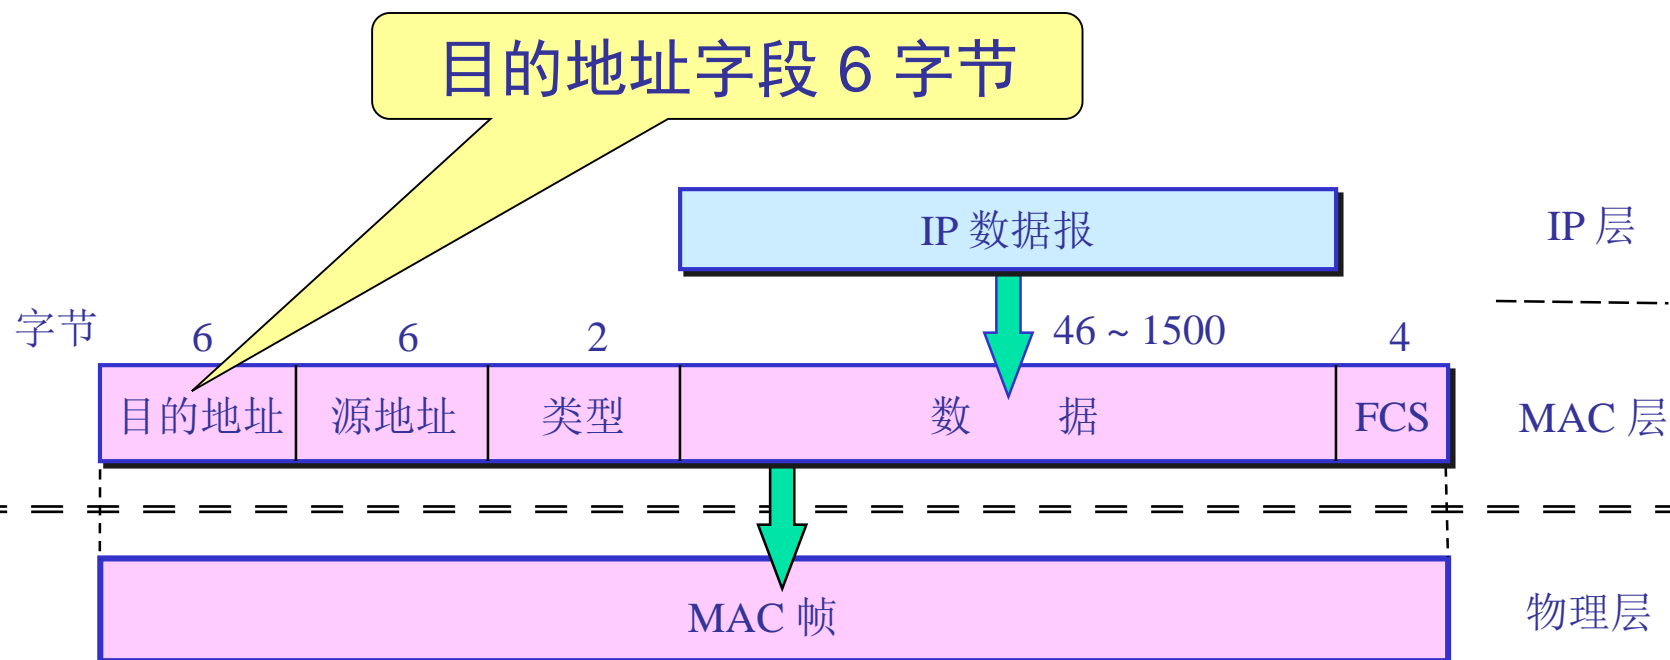 目的地址字段 6 字节
IP 数据报
IP 层
字节
6
6
2
46 ~ 1500
4
目的地址
源地址
类型
数 据
FCS
MAC 层
MAC 帧
物理层